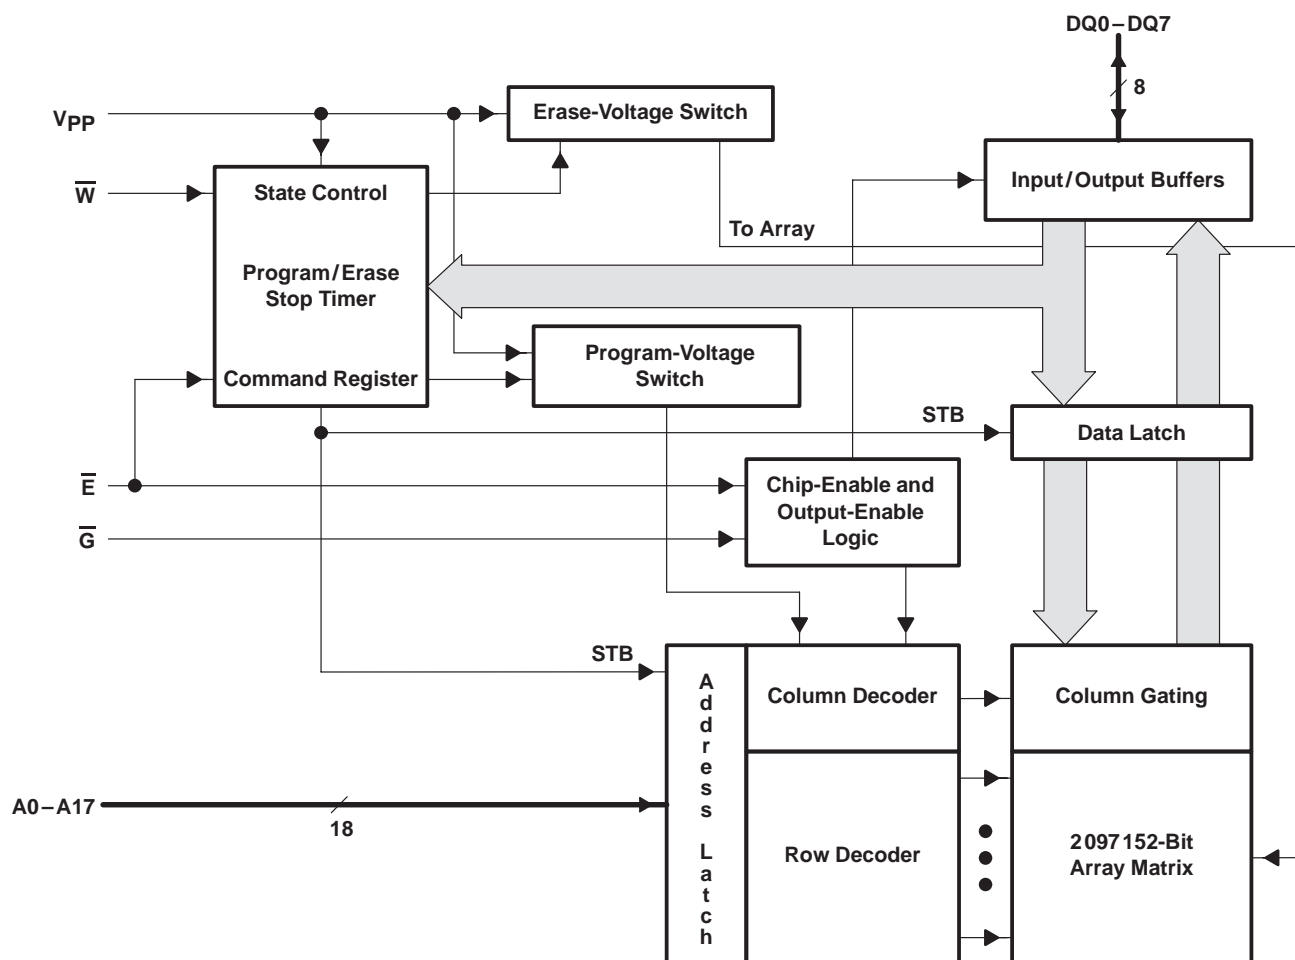 DQ0–DQ7
8
VPP
Erase-Voltage Switch
W
State Control
Input/Output Buffers
To Array
Program/Erase
Stop Timer
Program-Voltage
Switch
Command Register
STB
Data Latch
E
Chip-Enable and
Output-Enable
Logic
G
STB
Address Latch
Column Decoder
Column Gating
A0–A17
18
Row Decoder
2097152-Bit
Array Matrix